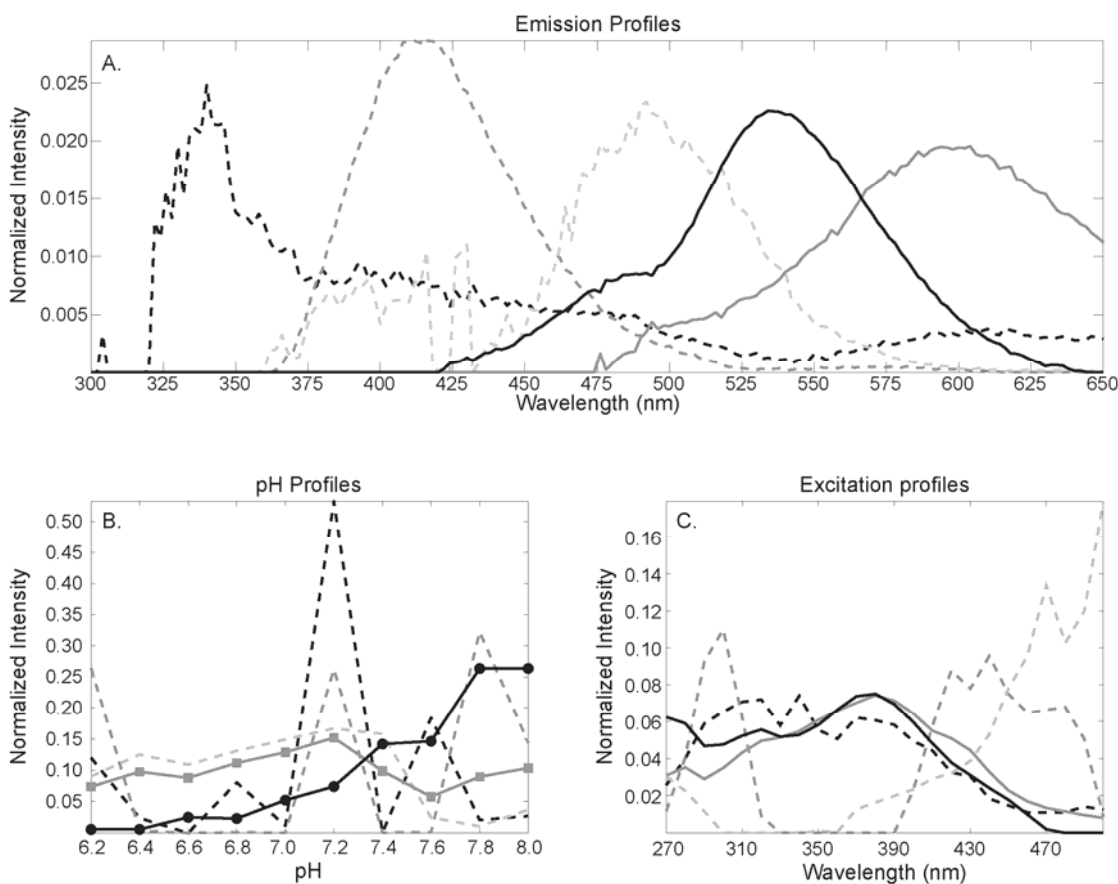 Emission Profiles
A.
Normalized Intensity
0.025
0.020
0.015
0.010
0.005
300 325 350 375 400 425 450 475 500 525 550 575 600 625 650
Wavelength (nm)
pH Profiles
B.
Normalized Intensity
0.50
0.45
0.40
0.35
0.30
0.25
0.20
0.15
0.10
0.05
6.2 6.4 6.6 6.8 7.0 7.2 7.4 7.6 7.8 8.0
pH
Excitation profiles
C.
Normalized Intensity
0.16
0.14
0.12
0.10
0.08
0.06
0.04
0.02
270 310 350 390 430 470
Wavelength (nm)